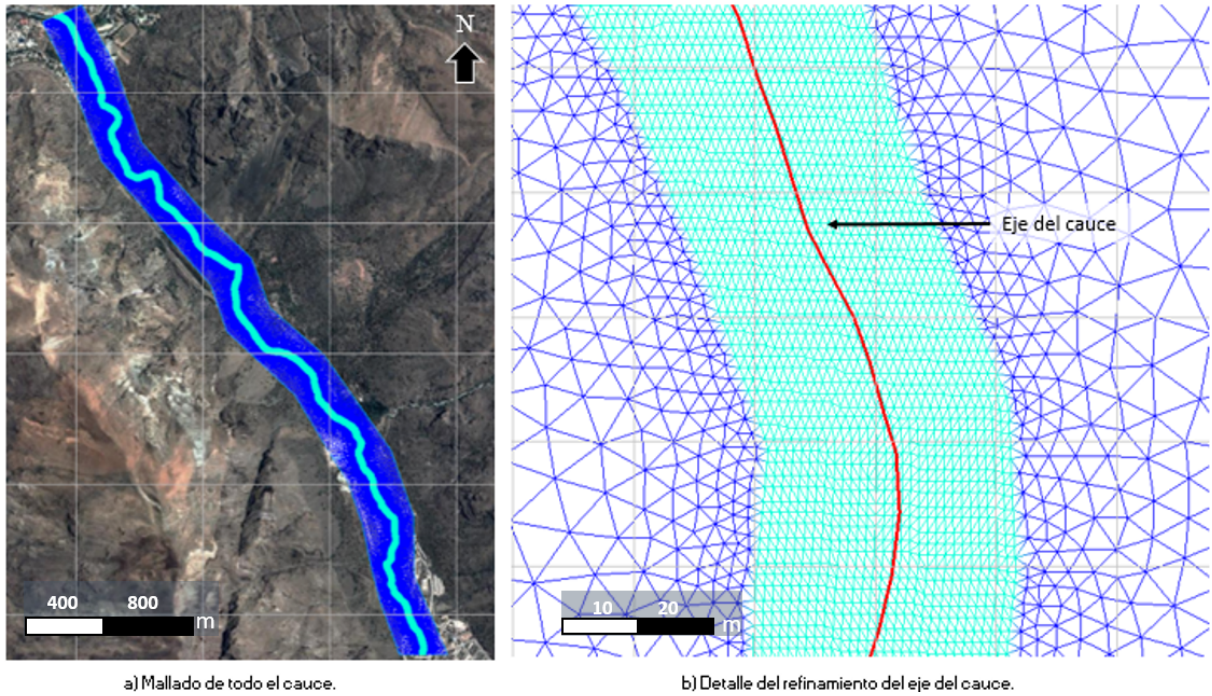 N
Eje del cauce
400 800
m
10 20
m
a) Mallado de todo el cauce.
b) Detalle del refinamiento del eje del cauce.